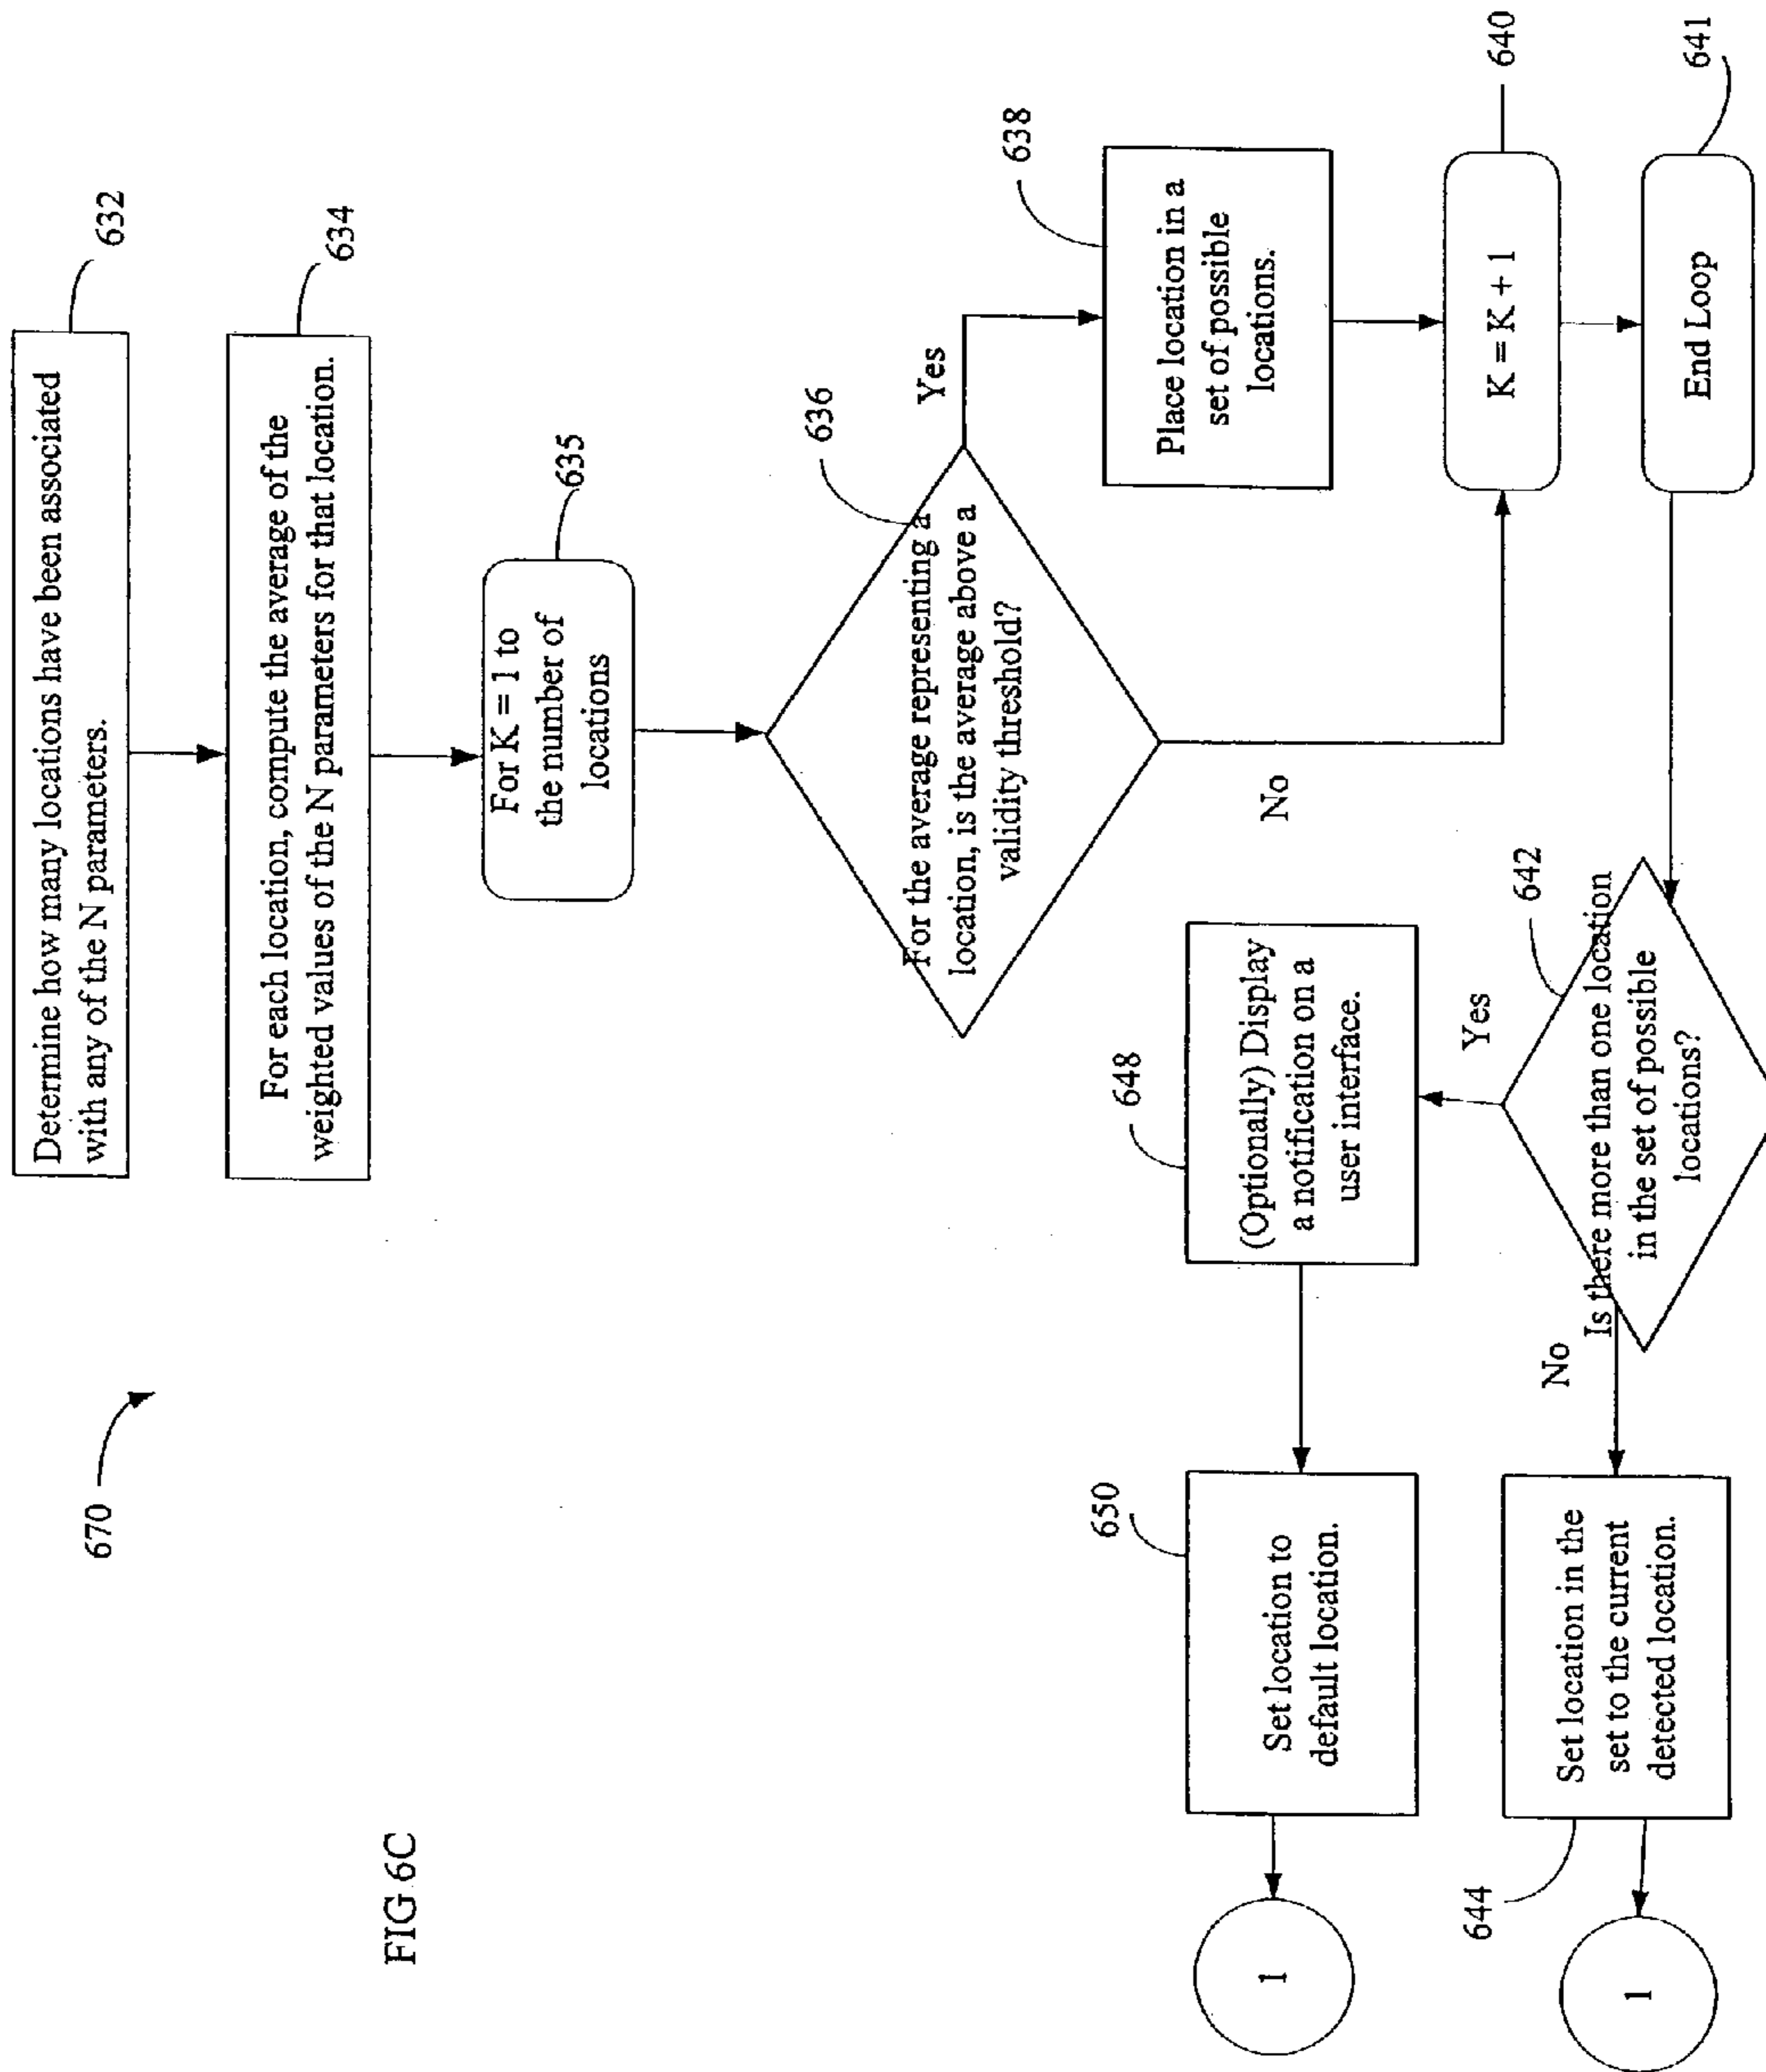 670
632
Determine how many locations have been associated
with any of the N parameters.
634
For each location, compute the average of the
weighted values of the N parameters for that location.
635
For K = 1 to
the number of
locations
636
For the average representing a
location, is the average above a
validity threshold?
Yes
No
638
Place location in a
set of possible
locations.
K = K + 1
640
End Loop
641
642
Is there more than one location
in the set of possible
locations?
Yes
No
648
(Optionally) Display
a notification on a
user interface.
650
Set location to
default location.
1
644
Set location in the
set to the current
detected location.
1
FIG 6C